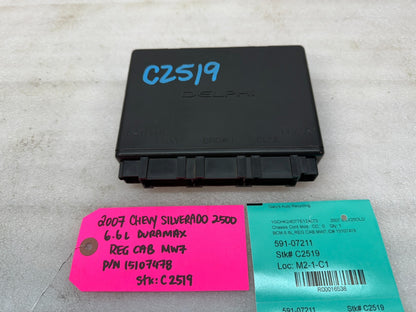 C2519
DELPHI
2007 CHEVY SILVERADO 2500
6.6L DURAMAX
REG CAB MW7
P/N 15107478
Stk: C2519
591-07211
Stk# C2519
Loc: M2-1-C1
RO0016538
591-07211
Stk# C2519